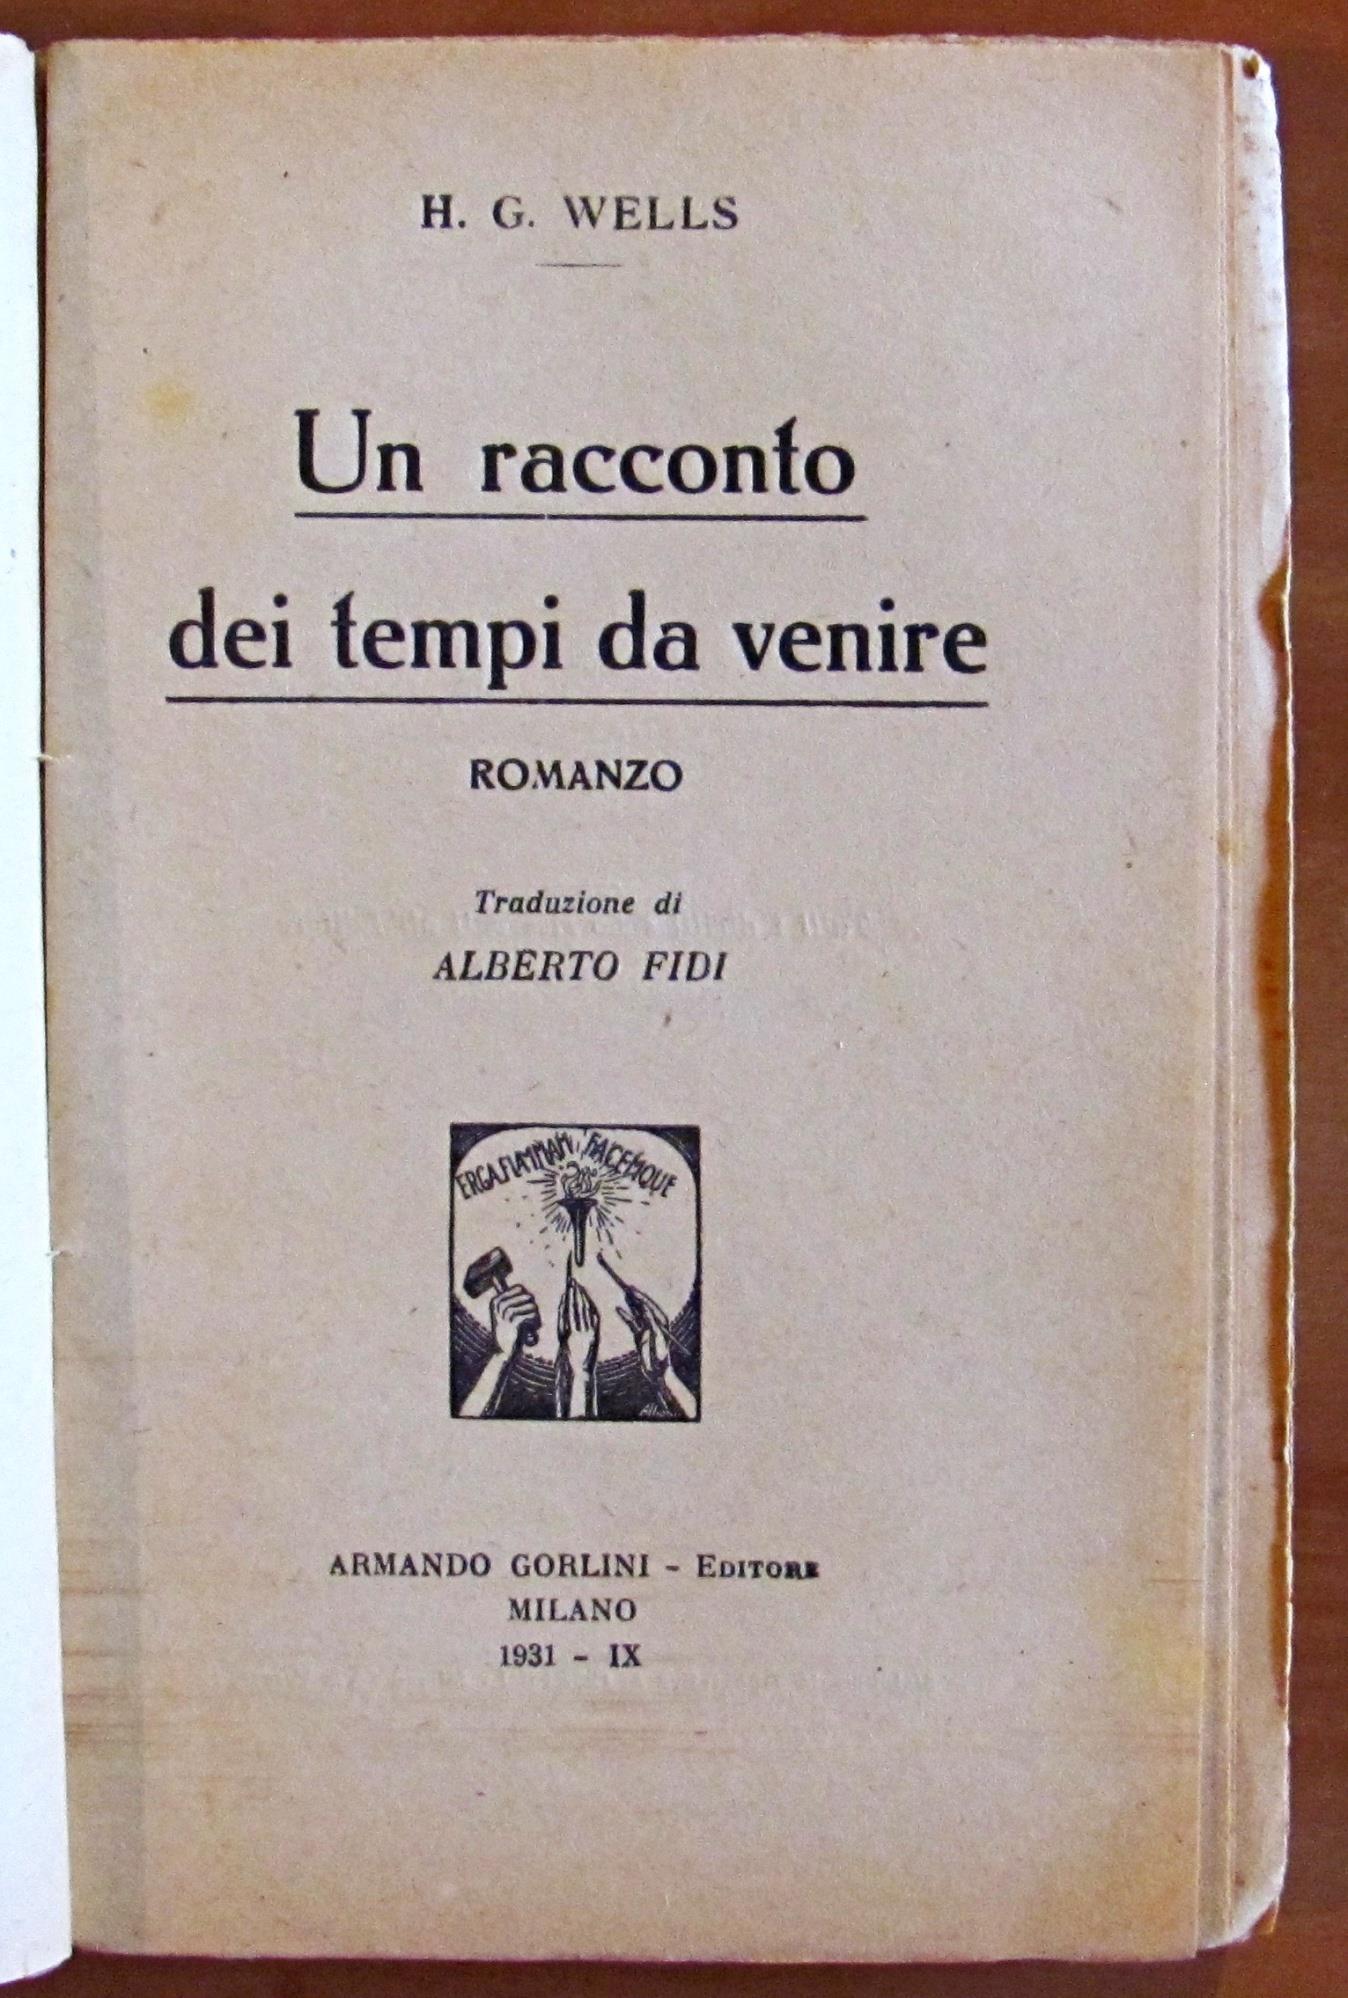 H. G. WELLS
Un racconto
dei tempi da venire
ROMANZO
Traduzione di
ALBERTO FIDI
ERGA FLAMMAM FACEMQUE
ARMANDO GORLINI - EDITORE
MILANO
1931 - IX